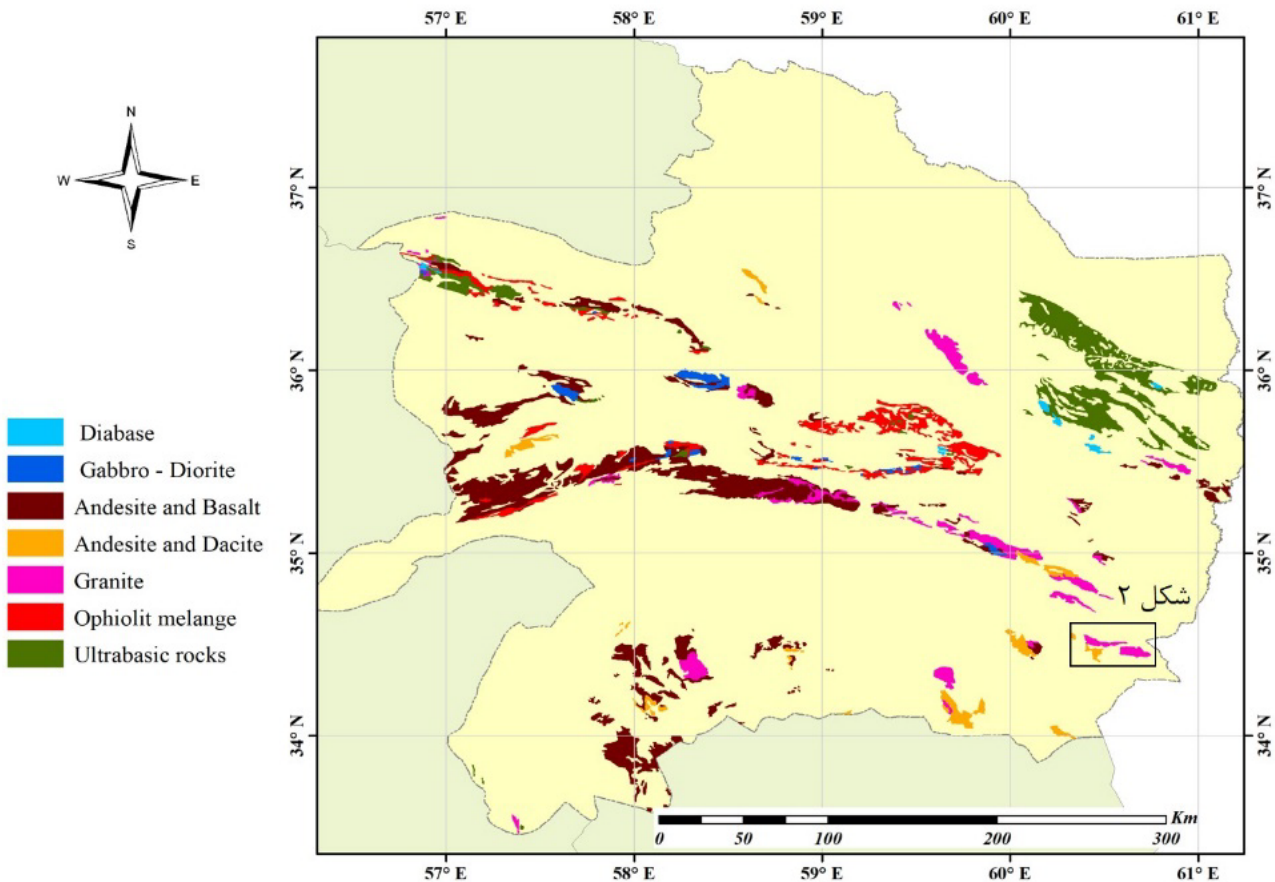 57° E 58° E 59° E 60° E 61° E
N
W E
S
37° N 37° N
36° N 36° N
35° N 35° N
34° N 34° N
Diabase
Gabbro - Diorite
Andesite and Basalt
Andesite and Dacite
Granite
Ophiolit melange
Ultrabasic rocks
شکل ۲
Km
0 50 100 200 300
57° E 58° E 59° E 60° E 61° E